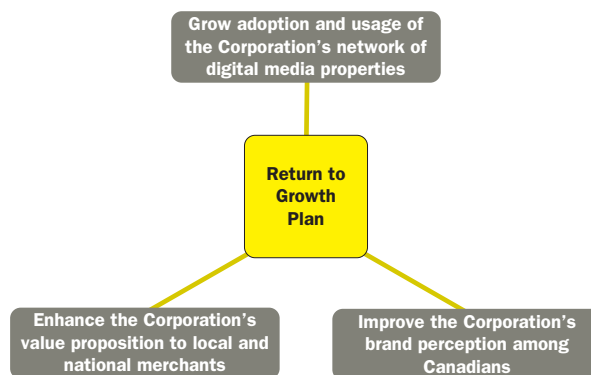 Grow adoption and usage of
the Corporation’s network of
digital media properties
Return to
Growth
Plan
Enhance the Corporation’s
value proposition to local and
national merchants
Improve the Corporation’s
brand perception among
Canadians